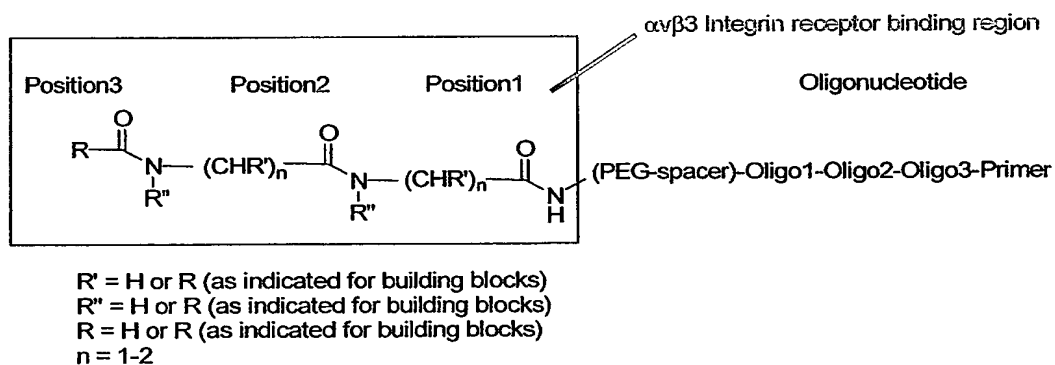 αvβ3 Integrin receptor binding region
Position3 Position2 Position1 Oligonucleotide
O O O
R N (CHR')n N (CHR')n N (PEG-spacer)-Oligo1-Oligo2-Oligo3-Primer
R" R" H
R' = H or R (as indicated for building blocks)
R" = H or R (as indicated for building blocks)
R = H or R (as indicated for building blocks)
n = 1-2